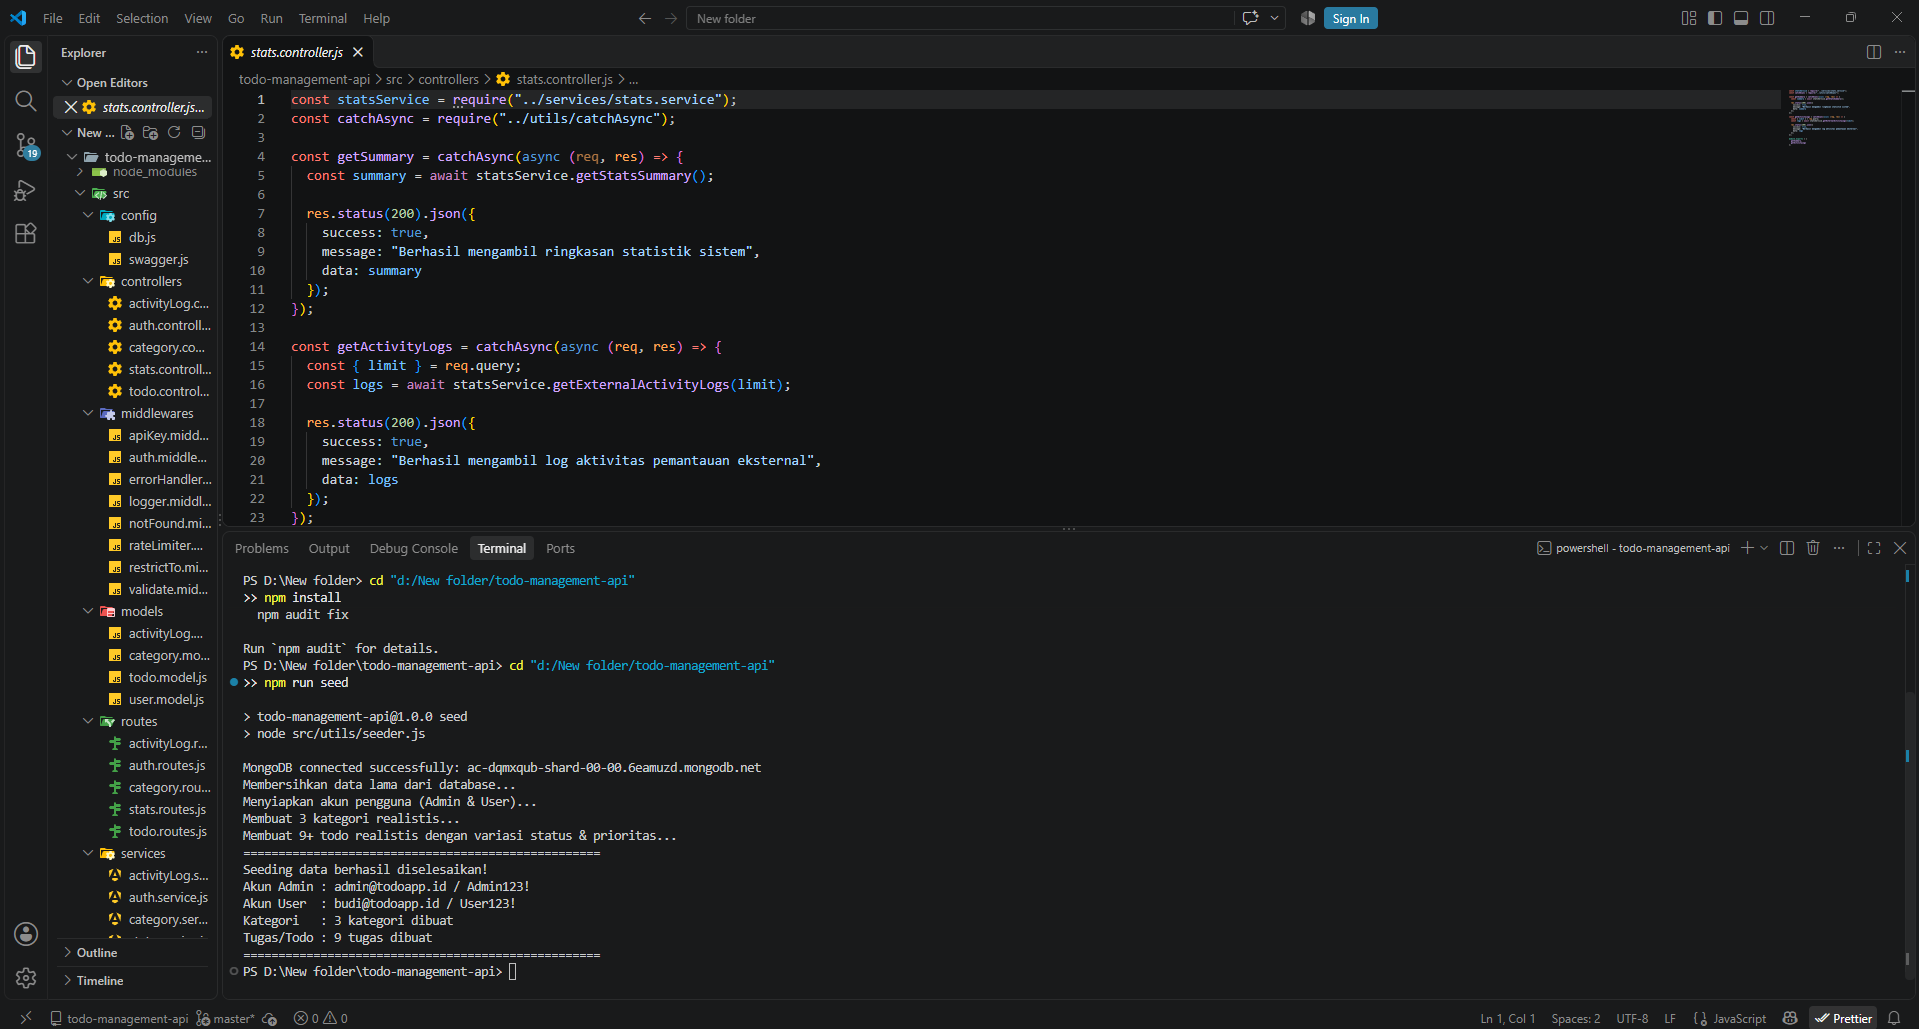 File Edit Selection View Go Run Terminal Help
New folder
Sign In
Explorer
Open Editors
stats.controller.js...
New ...
todo-manageme...
node_modules
src
config
db.js
swagger.js
controllers
activityLog.c...
auth.controll...
category.co...
stats.controll...
todo.control...
middlewares
apiKey.midd...
auth.middle...
errorHandler...
logger.middl...
notFound.mi...
rateLimiter....
restrictTo.mi...
validate.mid...
models
activityLog....
category.mo...
todo.model.js
user.model.js
routes
activityLog.r...
auth.routes.js
category.rou...
stats.routes.js
todo.routes.js
services
activityLog.s...
auth.service.js
category.ser...
Outline
Timeline
19
stats.controller.js
todo-management-api > src > controllers > stats.controller.js > ...
1 const statsService = require("../services/stats.service");
2 const catchAsync = require("../utils/catchAsync");
3
4 const getSummary = catchAsync(async (req, res) => {
5 const summary = await statsService.getStatsSummary();
6
7 res.status(200).json({
8 success: true,
9 message: "Berhasil mengambil ringkasan statistik sistem",
10 data: summary
11 });
12 });
13
14 const getActivityLogs = catchAsync(async (req, res) => {
15 const { limit } = req.query;
16 const logs = await statsService.getExternalActivityLogs(limit);
17
18 res.status(200).json({
19 success: true,
20 message: "Berhasil mengambil log aktivitas pemantauan eksternal",
21 data: logs
22 });
23 });
Problems Output Debug Console Terminal Ports
powershell - todo-management-api
PS D:\New folder> cd "d:/New folder/todo-management-api"
>> npm install
npm audit fix
Run `npm audit` for details.
PS D:\New folder\todo-management-api> cd "d:/New folder/todo-management-api"
>> npm run seed
> todo-management-api@1.0.0 seed
> node src/utils/seeder.js
MongoDB connected successfully: ac-dqmxqub-shard-00-00.6eamuzd.mongodb.net
Membersihkan data lama dari database...
Menyiapkan akun pengguna (Admin & User)...
Membuat 3 kategori realistis...
Membuat 9+ todo realistis dengan variasi status & prioritas...
===================================================
Seeding data berhasil diselesaikan!
Akun Admin : admin@todoapp.id / Admin123!
Akun User : budi@todoapp.id / User123!
Kategori : 3 kategori dibuat
Tugas/Todo : 9 tugas dibuat
===================================================
PS D:\New folder\todo-management-api>
todo-management-api master* 0 0
Ln 1, Col 1 Spaces: 2 UTF-8 LF {} JavaScript Prettier